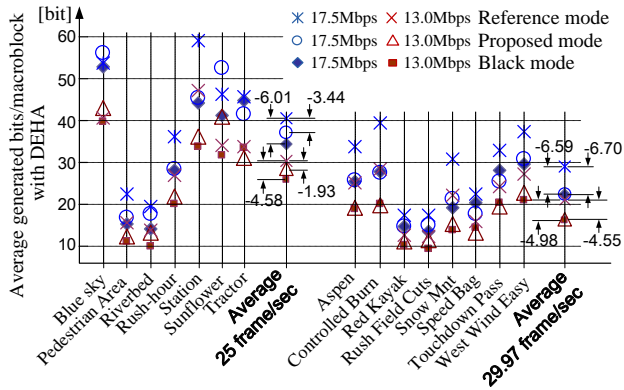 [bit]
Average generated bits/macroblock
with DEHA
60
50
40
30
20
10
17.5Mbps 13.0Mbps Reference mode
17.5Mbps 13.0Mbps Proposed mode
17.5Mbps 13.0Mbps Black mode
-6.01 -3.44
-4.58 -1.93
-6.59 -6.70
-4.98 -4.55
Blue sky
Pedestrian Area
Riverbed
Rush-hour
Station
Sunflower
Tractor
Average
25 frame/sec
Aspen
Controlled Burn
Red Kayak
Rush Field Cuts
Snow Mnt
Speed Bag
Touchdown Pass
West Wind Easy
Average
29.97 frame/sec